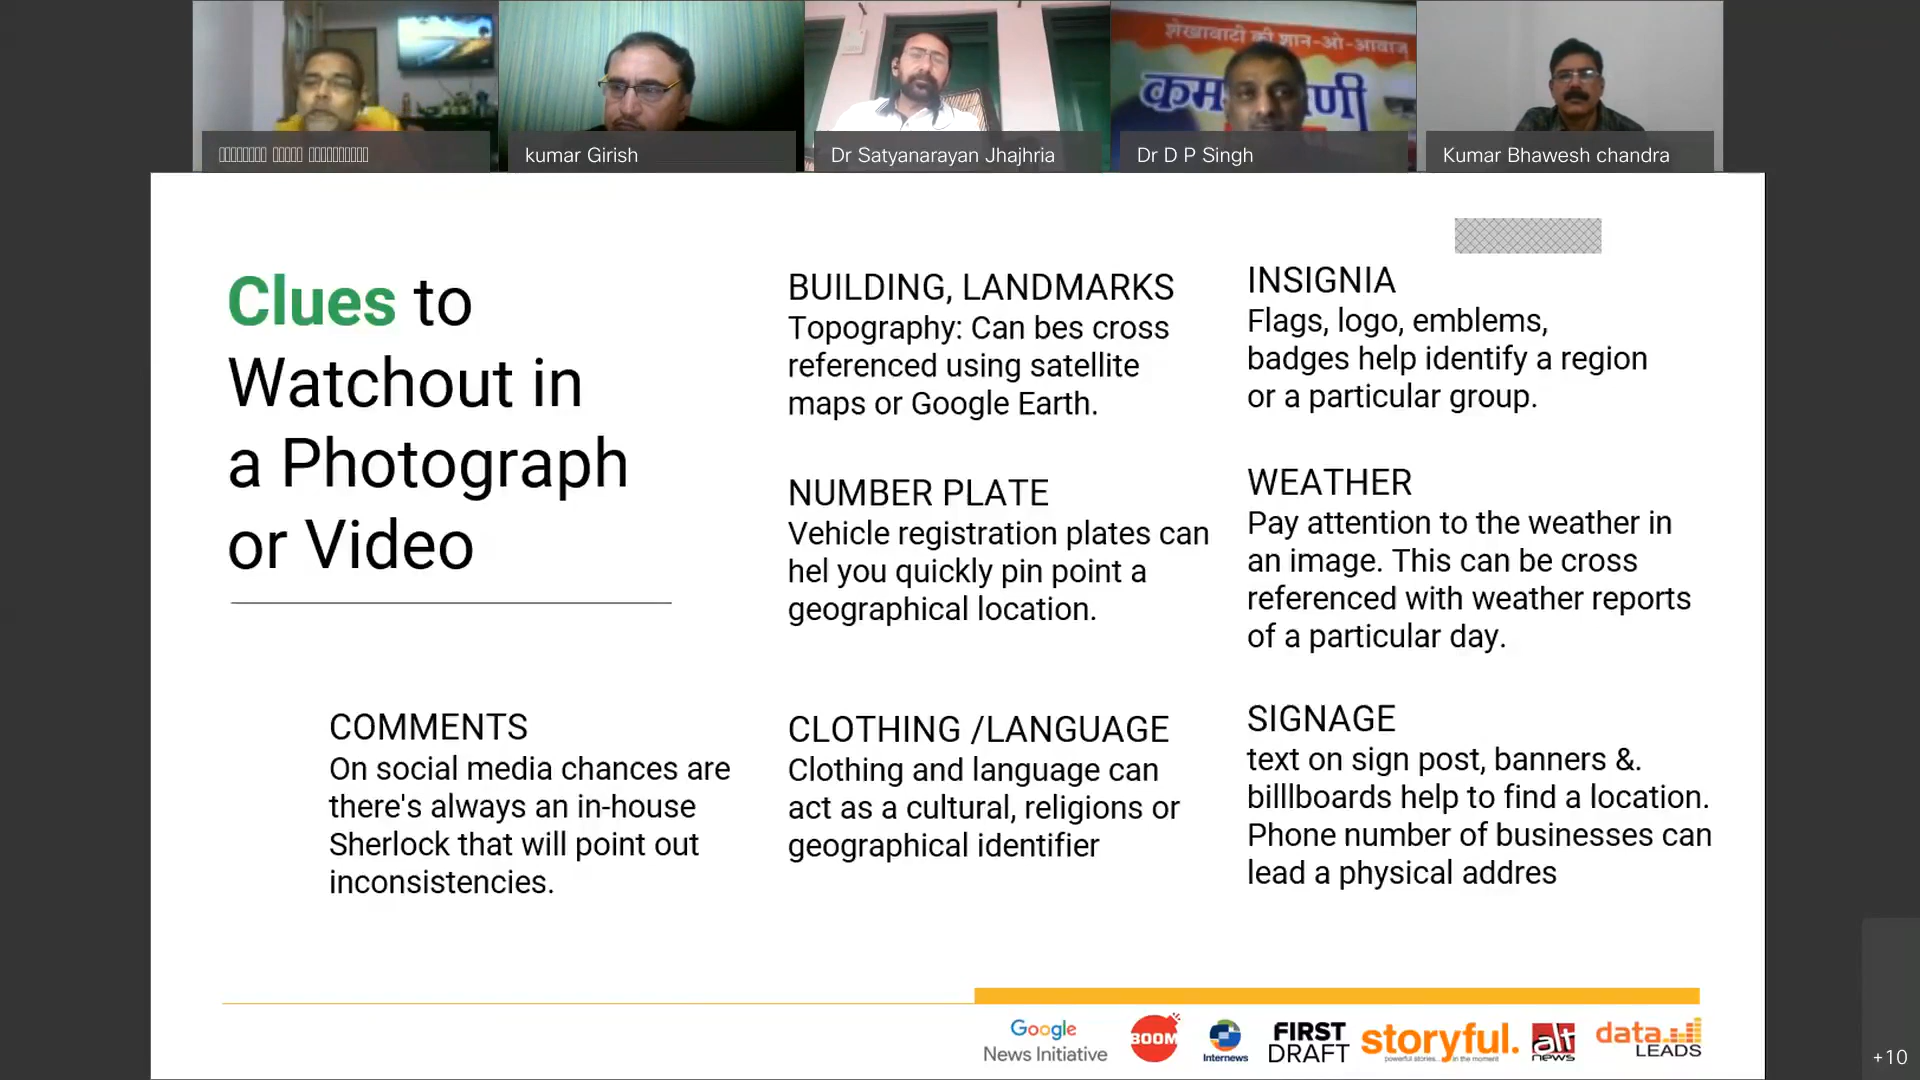 kumar Girish
Dr Satyanarayan Jhajhria
शेखावाटी की शान-ओ-आवाज
Dr D P Singh
Kumar Bhawesh chandra
Clues to
Watchout in
a Photograph
or Video
COMMENTS
On social media chances are
there's always an in-house
Sherlock that will point out
inconsistencies.
BUILDING, LANDMARKS
Topography: Can bes cross
referenced using satellite
maps or Google Earth.
NUMBER PLATE
Vehicle registration plates can
hel you quickly pin point a
geographical location.
CLOTHING /LANGUAGE
Clothing and language can
act as a cultural, religions or
geographical identifier
INSIGNIA
Flags, logo, emblems,
badges help identify a region
or a particular group.
WEATHER
Pay attention to the weather in
an image. This can be cross
referenced with weather reports
of a particular day.
SIGNAGE
text on sign post, banners &.
billlboards help to find a location.
Phone number of businesses can
lead a physical addres
Google
News Initiative
BOOM
Internews
FIRST
DRAFT
storyful.
powerful stories... in the moment
alt
news
data
LEADS
+10